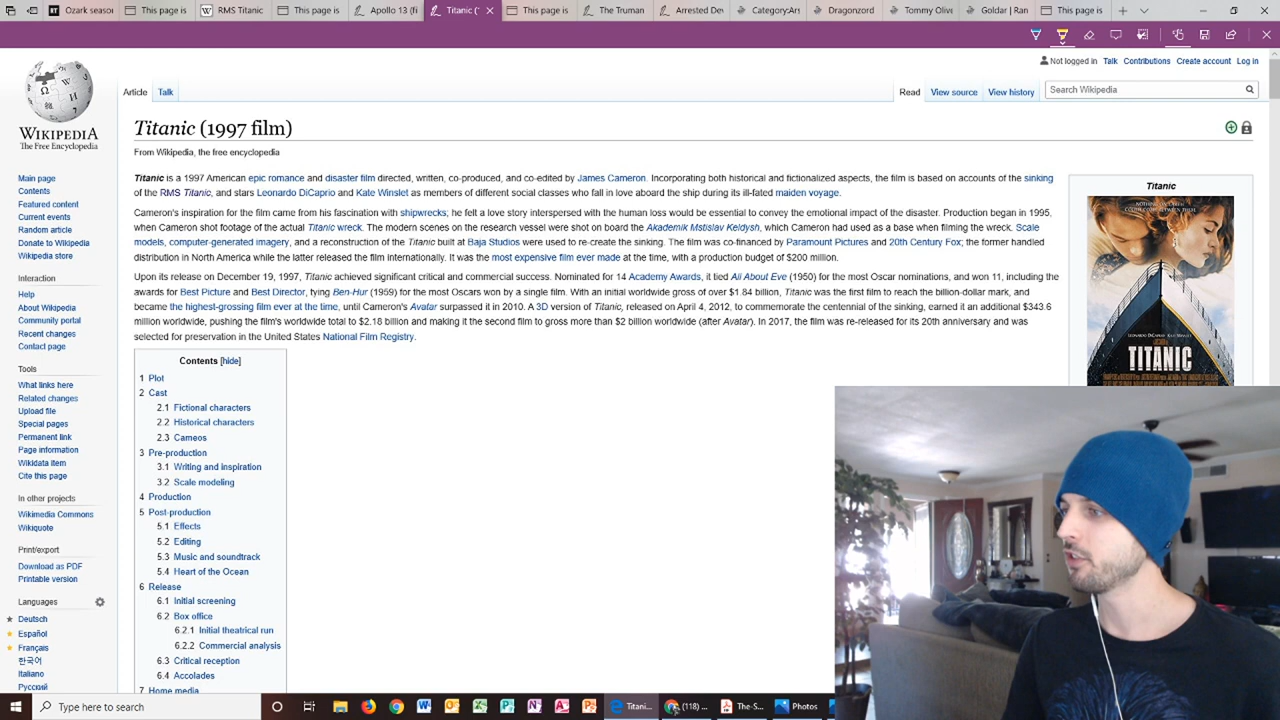 Ozark season
This page is
RMS Titanic
This page is
Apollo 13 (fi
Titanic (
This page is
The Truman
Arrested Dev
Category:Art
Dragonzord
Tommy Oliver
Goldar | Ran
This page is
Not logged in Talk Contributions Create account Log in
Article Talk Read View source View history Search Wikipedia
WIKIPEDIA
The Free Encyclopedia
Titanic (1997 film)
From Wikipedia, the free encyclopedia
Titanic is a 1997 American epic romance and disaster film directed, written, co-produced, and co-edited by James Cameron. Incorporating both historical and fictionalized aspects, the film is based on accounts of the sinking
of the RMS Titanic, and stars Leonardo DiCaprio and Kate Winslet as members of different social classes who fall in love aboard the ship during its ill-fated maiden voyage.
Cameron's inspiration for the film came from his fascination with shipwrecks; he felt a love story interspersed with the human loss would be essential to convey the emotional impact of the disaster. Production began in 1995,
when Cameron shot footage of the actual Titanic wreck. The modern scenes on the research vessel were shot on board the Akademik Mstislav Keldysh, which Cameron had used as a base when filming the wreck. Scale
models, computer-generated imagery, and a reconstruction of the Titanic built at Baja Studios were used to re-create the sinking. The film was co-financed by Paramount Pictures and 20th Century Fox; the former handled
distribution in North America while the latter released the film internationally. It was the most expensive film ever made at the time, with a production budget of $200 million.
Upon its release on December 19, 1997, Titanic achieved significant critical and commercial success. Nominated for 14 Academy Awards, it tied All About Eve (1950) for the most Oscar nominations, and won 11, including the
awards for Best Picture and Best Director, tying Ben-Hur (1959) for the most Oscars won by a single film. With an initial worldwide gross of over $1.84 billion, Titanic was the first film to reach the billion-dollar mark, and
became the highest-grossing film ever at the time, until Cameron's Avatar surpassed it in 2010. A 3D version of Titanic, released on April 4, 2012, to commemorate the centennial of the sinking, earned it an additional $343.6
million worldwide, pushing the film's worldwide total to $2.18 billion and making it the second film to gross more than $2 billion worldwide (after Avatar). In 2017, the film was re-released for its 20th anniversary and was
selected for preservation in the United States National Film Registry.
Main page
Contents
Featured content
Current events
Random article
Donate to Wikipedia
Wikipedia store
Interaction
Help
About Wikipedia
Community portal
Recent changes
Contact page
Tools
What links here
Related changes
Upload file
Special pages
Permanent link
Page information
Wikidata item
Cite this page
In other projects
Wikimedia Commons
Wikiquote
Print/export
Download as PDF
Printable version
Languages
Deutsch
Español
Français
한국어
Italiano
Русский
Contents [hide]
1 Plot
2 Cast
2.1 Fictional characters
2.2 Historical characters
2.3 Cameos
3 Pre-production
3.1 Writing and inspiration
3.2 Scale modeling
4 Production
5 Post-production
5.1 Effects
5.2 Editing
5.3 Music and soundtrack
5.4 Heart of the Ocean
6 Release
6.1 Initial screening
6.2 Box office
6.2.1 Initial theatrical run
6.2.2 Commercial analysis
6.3 Critical reception
6.4 Accolades
7 Home media
Titanic
LEONARDO DICAPRIO KATE WINSLET
TITANIC
Type here to search
Titani...
(118) ...
The-S...
Photos